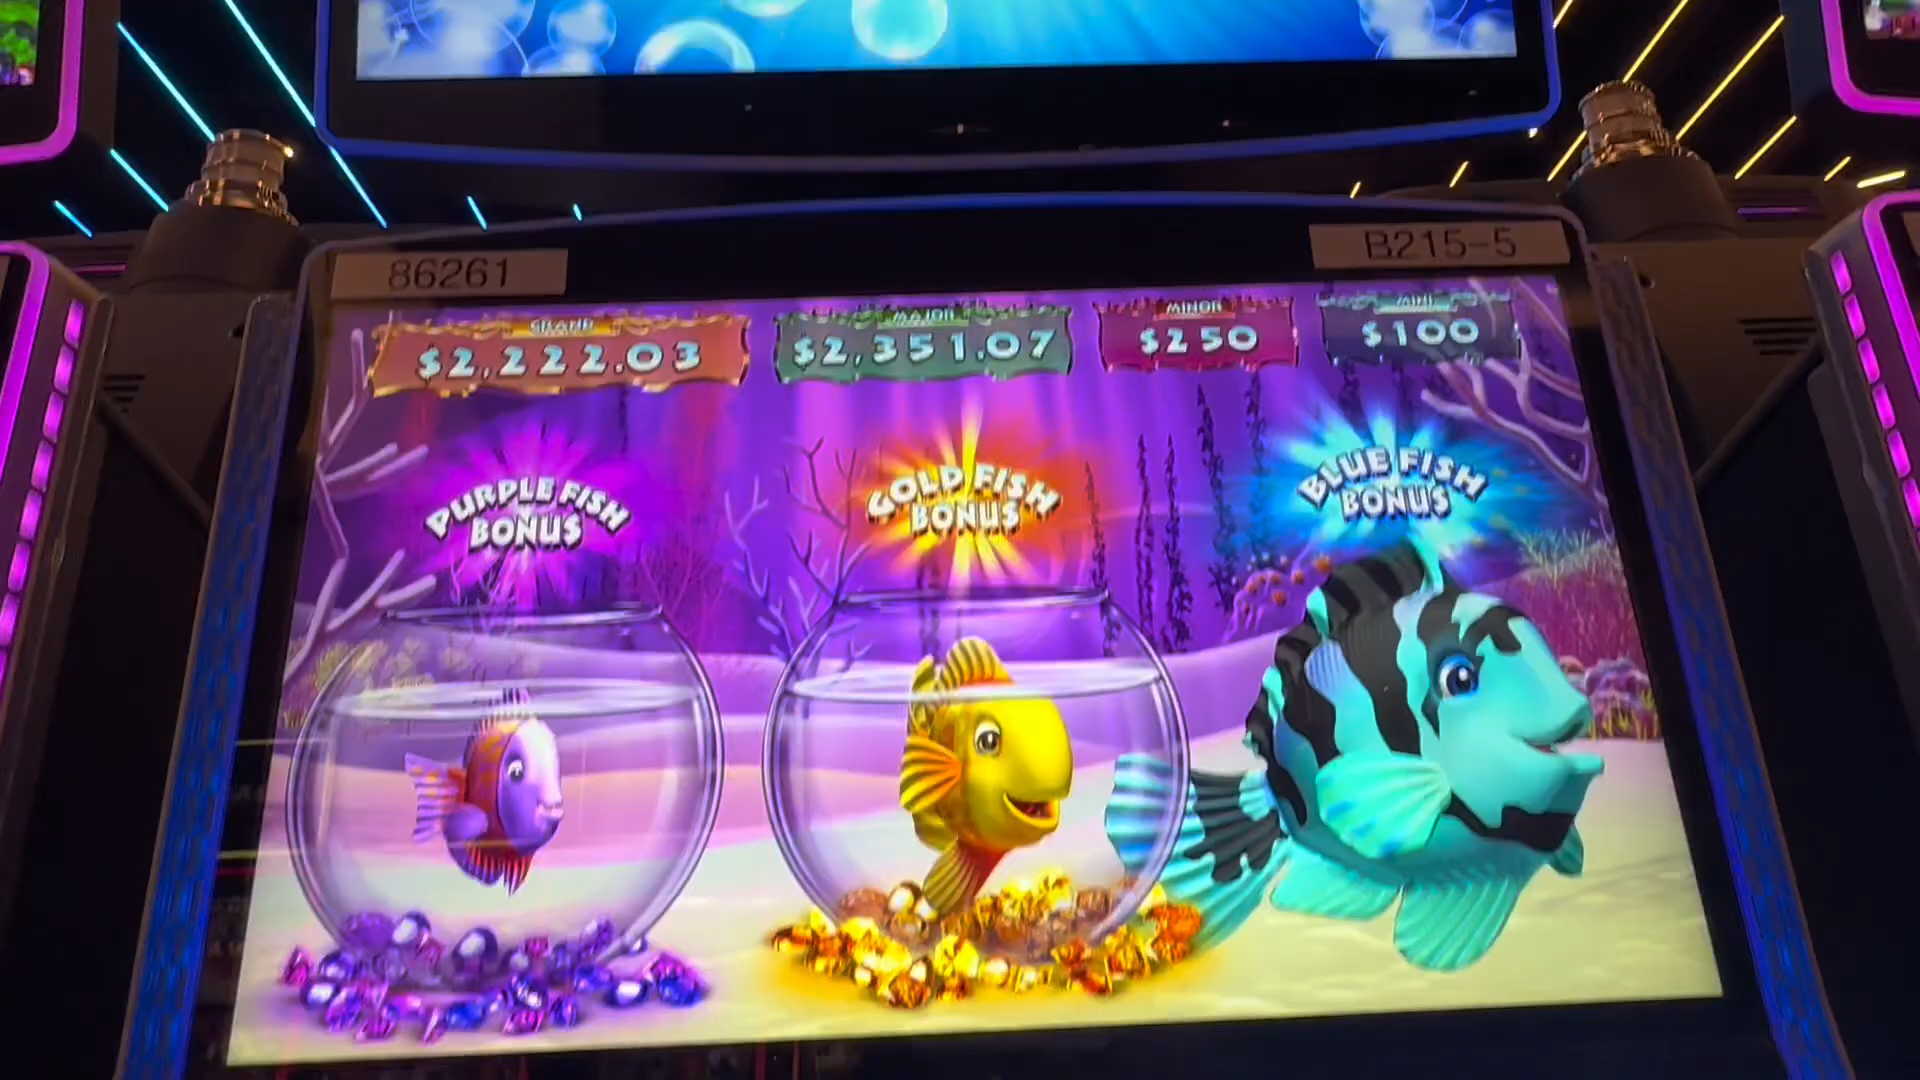 86261
B215-5
GRAND
$2,222.03
MAJOR
$2,351.07
MINOR
$250
MINI
$100
PURPLE FISH
BONUS
GOLD FISH
BONUS
BLUE FISH
BONUS